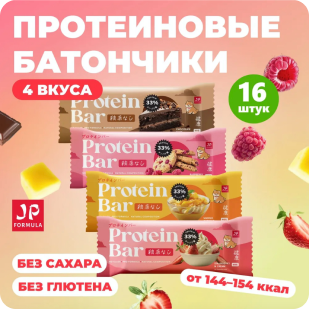 ПРОТЕИНОВЫЕ
БАТОНЧИКИ
4 ВКУСА
16
штук
Protein
Bar
33%
Protein
Bar
33%
Protein
Bar
33%
Protein
Bar
33%
JP
FORMULA
БЕЗ САХАРА
БЕЗ ГЛЮТЕНА
от 144-154 ккал